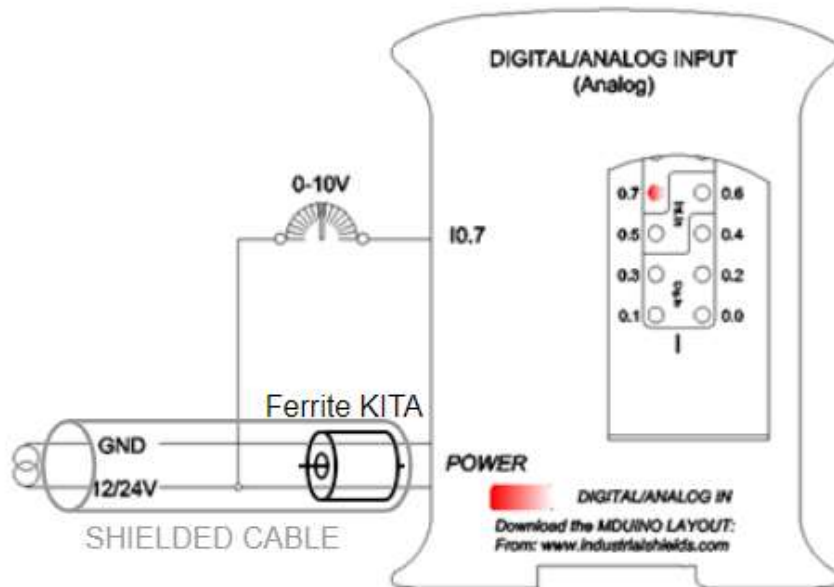 DIGITAL/ANALOG INPUT
(Analog)
0-10V
I0.7
0.7
0.6
0.5
0.4
0.3
0.2
0.1
0.0
I
Ferrite KITA
GND
12/24V
SHIELDED CABLE
POWER
DIGITAL/ANALOG IN
Download the MDUINO LAYOUT:
From: www.industrialshields.com